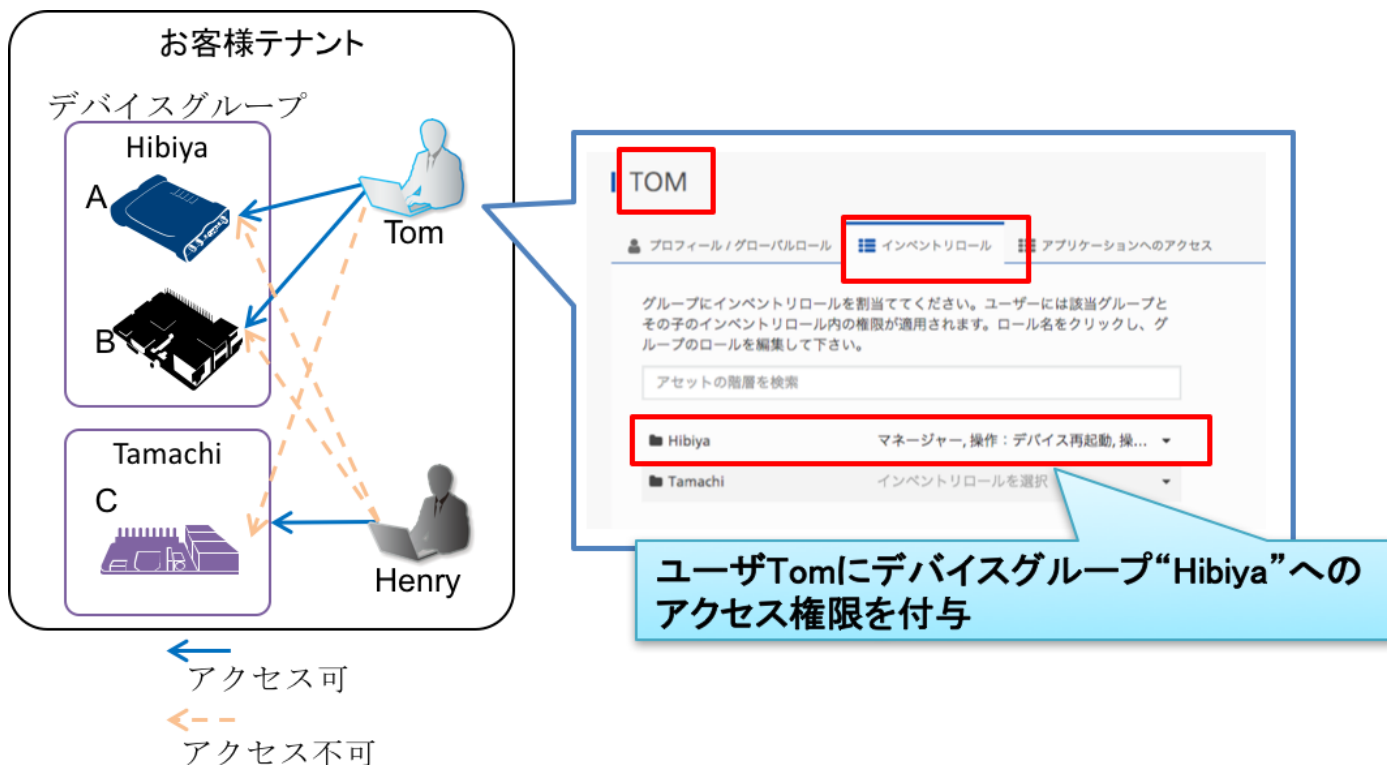 お客様テナント
デバイスグループ
Hibiya
A
B
Tom
Tamachi
C
Henry
アクセス可
アクセス不可
TOM
プロフィール / グローバルロール
インベントリロール
アプリケーションへのアクセス
グループにインベントリロールを割当ててください。ユーザーには該当グループと
その子のインベントリロール内の権限が適用されます。ロール名をクリックし、グ
ループのロールを編集して下さい。
アセットの階層を検索
Hibiya マネージャー, 操作：デバイス再起動, 操...
Tamachi インベントリロールを選択
ユーザTomにデバイスグループ“Hibiya”への
アクセス権限を付与